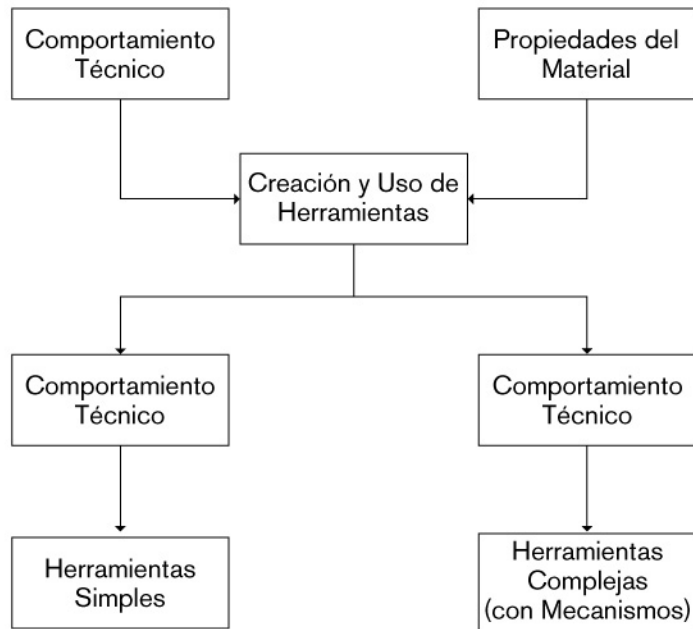 Comportamiento
Técnico
Propiedades del
Material
Creación y Uso de
Herramientas
Comportamiento
Técnico
Comportamiento
Técnico
Herramientas
Simples
Herramientas
Complejas
(con Mecanismos)